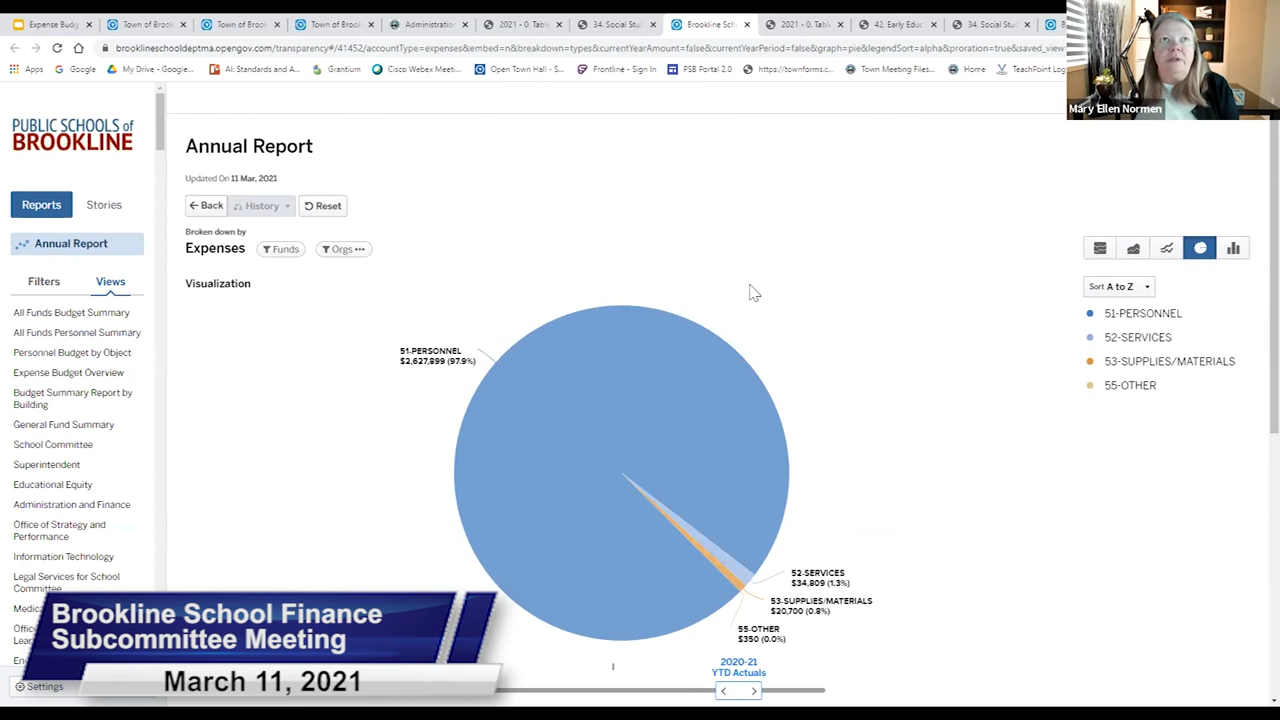 Expense Budg
Town of Brook
Town of Brook
Town of Brook
Administratio
2021 - 0. Table
34. Social Stud
Brookline Scho
2021 - 0. Tabl
42. Early Educ
34. Social Stu
brooklineschooldeptma.opengov.com/transparency#/41452/accountType=expenses&embed=n&breakdown=types&currentYearAmount=false&currentYearPeriod=false&graph=pie&legendSort=alpha&proration=true&saved_view
Apps
Google
My Drive - Google...
AI: Standards and A...
Grantium
Cisco Webex Meeti...
Open Town Hall - S...
Frontline - Sign In
PSB Portal 2.0
https://townforms.c...
Town Meeting Files...
Home
TeachPoint Log
Mary Ellen Normen
PUBLIC SCHOOLS of
BROOKLINE
Reports
Stories
Annual Report
Filters
Views
All Funds Budget Summary
All Funds Personnel Summary
Personnel Budget by Object
Expense Budget Overview
Budget Summary Report by
Building
General Fund Summary
School Committee
Superintendent
Educational Equity
Administration and Finance
Office of Strategy and
Performance
Information Technology
Legal Services for School
Committee
Settings
Annual Report
Updated On 11 Mar, 2021
Back
History
Reset
Broken down by
Expenses
Funds
Orgs •••
Visualization
51-PERSONNEL
$2,627,899 (97.9%)
52-SERVICES
$34,809 (1.3%)
53-SUPPLIES/MATERIALS
$20,700 (0.8%)
55-OTHER
$350 (0.0%)
2020-21
YTD Actuals
Sort A to Z
51-PERSONNEL
52-SERVICES
53-SUPPLIES/MATERIALS
55-OTHER
Brookline School Finance
Subcommittee Meeting
March 11, 2021